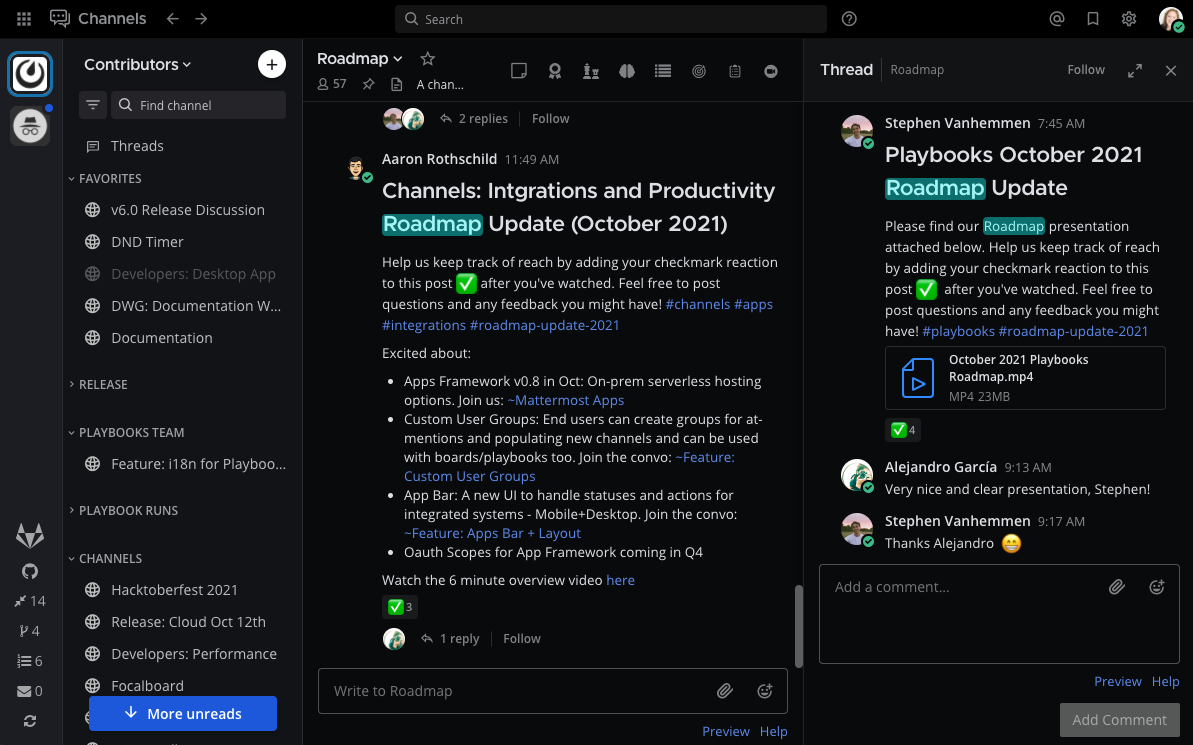 Channels
Search
Contributors
Find channel
Threads
FAVORITES
v6.0 Release Discussion
DND Timer
Developers: Desktop App
DWG: Documentation W...
Documentation
RELEASE
PLAYBOOKS TEAM
Feature: i18n for Playboo...
PLAYBOOK RUNS
CHANNELS
Hacktoberfest 2021
Release: Cloud Oct 12th
Developers: Performance
Focalboard
More unreads
14
4
6
0
Roadmap
57
A chan...
2 replies
Follow
Aaron Rothschild 11:49 AM
Channels: Intgrations and Productivity
Roadmap Update (October 2021)
Help us keep track of reach by adding your checkmark reaction
to this post ✅ after you've watched. Feel free to post
questions and any feedback you might have! #channels #apps
#integrations #roadmap-update-2021
Excited about:
• Apps Framework v0.8 in Oct: On-prem serverless hosting
options. Join us: ~Mattermost Apps
• Custom User Groups: End users can create groups for at-
mentions and populating new channels and can be used
with boards/playbooks too. Join the convo: ~Feature:
Custom User Groups
• App Bar: A new UI to handle statuses and actions for
integrated systems - Mobile+Desktop. Join the convo:
~Feature: Apps Bar + Layout
• Oauth Scopes for App Framework coming in Q4
Watch the 6 minute overview video here
✅ 3
1 reply
Follow
Write to Roadmap
Preview Help
Thread
Roadmap
Follow
Stephen Vanhemmen 7:45 AM
Playbooks October 2021
Roadmap Update
Please find our Roadmap presentation
attached below. Help us keep track of reach
by adding your checkmark reaction to this
post ✅ after you've watched. Feel free to
post questions and any feedback you might
have! #playbooks #roadmap-update-2021
October 2021 Playbooks
Roadmap.mp4
MP4 23MB
✅ 4
Alejandro García 9:13 AM
Very nice and clear presentation, Stephen!
Stephen Vanhemmen 9:17 AM
Thanks Alejandro 😁
Add a comment...
Preview Help
Add Comment